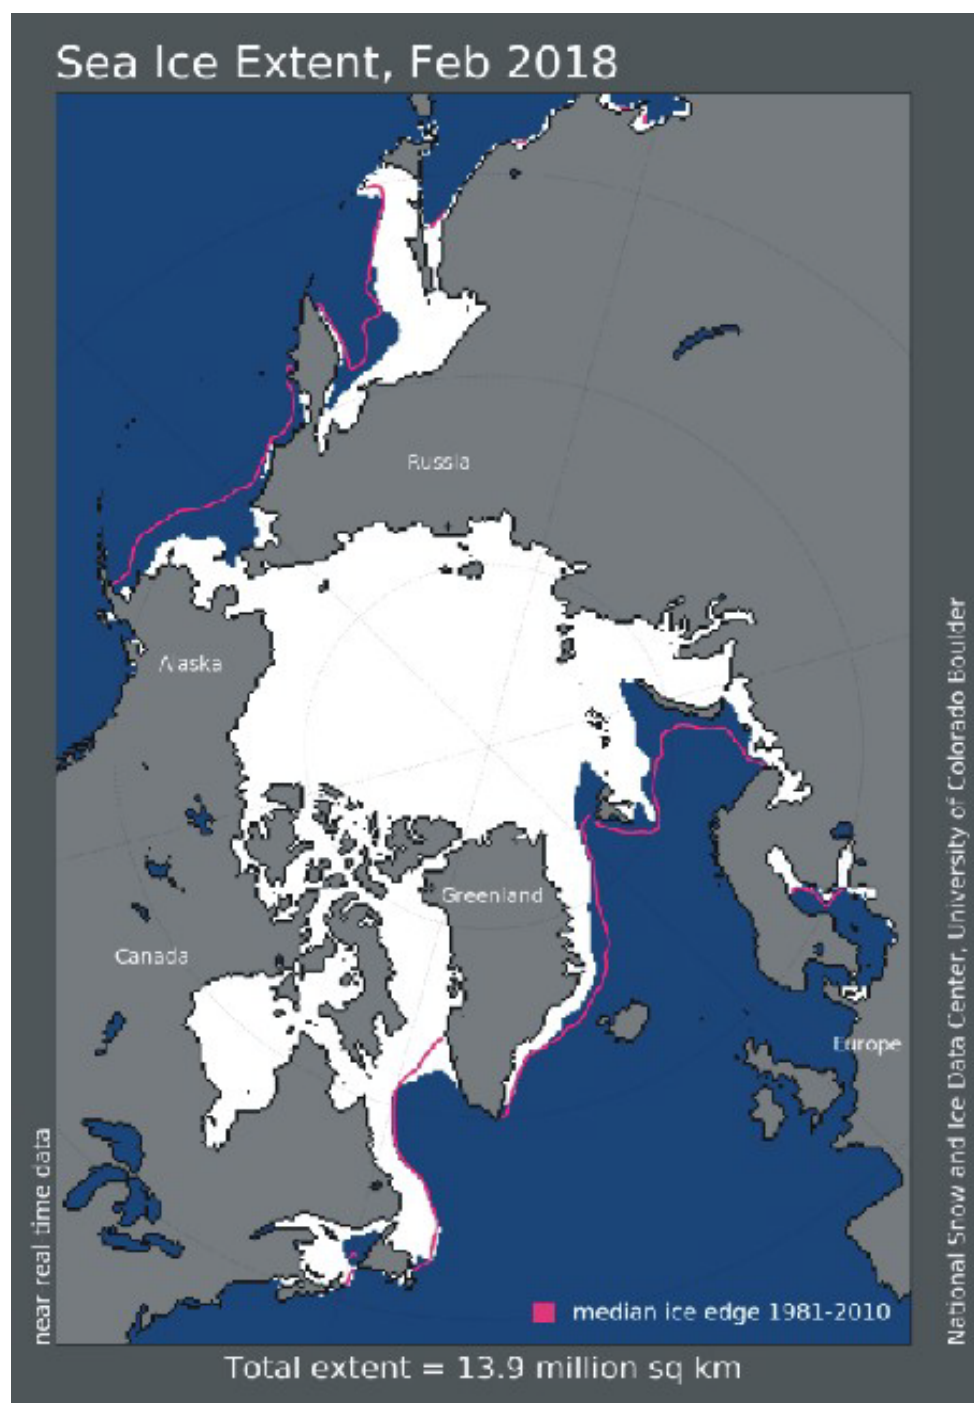 Sea Ice Extent, Feb 2018
Russia
Alaska
Greenland
Canada
Europe
near real time data
National Snow and Ice Data Center, University of Colorado Boulder
median ice edge 1981-2010
Total extent = 13.9 million sq km